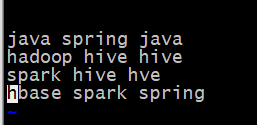 java spring java
hadoop hive hive
spark hive hve
hbase spark spring
~